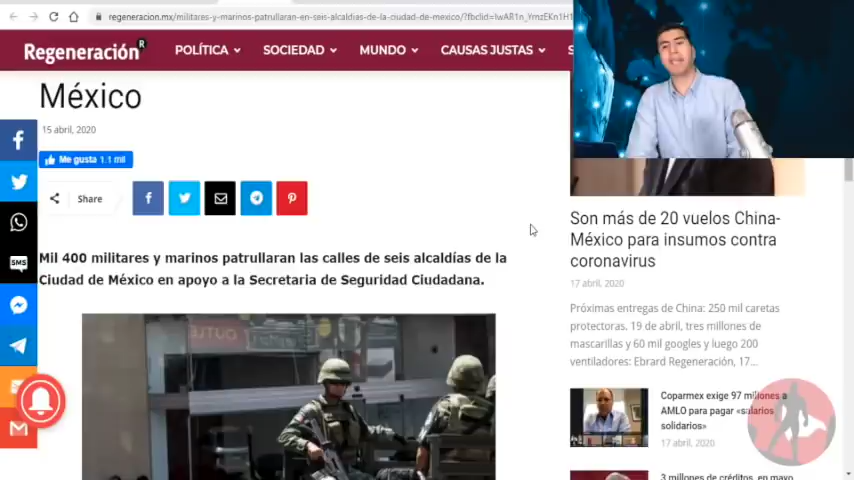 regeneracion.mx/militares-y-marinos-patrullaran-en-seis-alcaldias-de-la-ciudad-de-mexico/?fbclid=
Regeneración R
POLÍTICA
SOCIEDAD
MUNDO
CAUSAS JUSTAS
S
México
15 abril, 2020
Me gusta 1.1 mil
Share
SMS
Mil 400 militares y marinos patrullaran las calles de seis alcaldías de la
Ciudad de México en apoyo a la Secretaria de Seguridad Ciudadana.
OUTLET
Son más de 20 vuelos China-
México para insumos contra
coronavirus
17 abril, 2020
Próximas entregas de China: 250 mil caretas
protectoras, 19 de abril, tres millones de
mascarillas y 60 mil googles y luego 200
ventiladores: Ebrard Regeneración, 17...
Coparmex exige 97 millones a
AMLO para pagar «salarios
solidarios»
17 abril, 2020
3 millones de créditos, en mayo